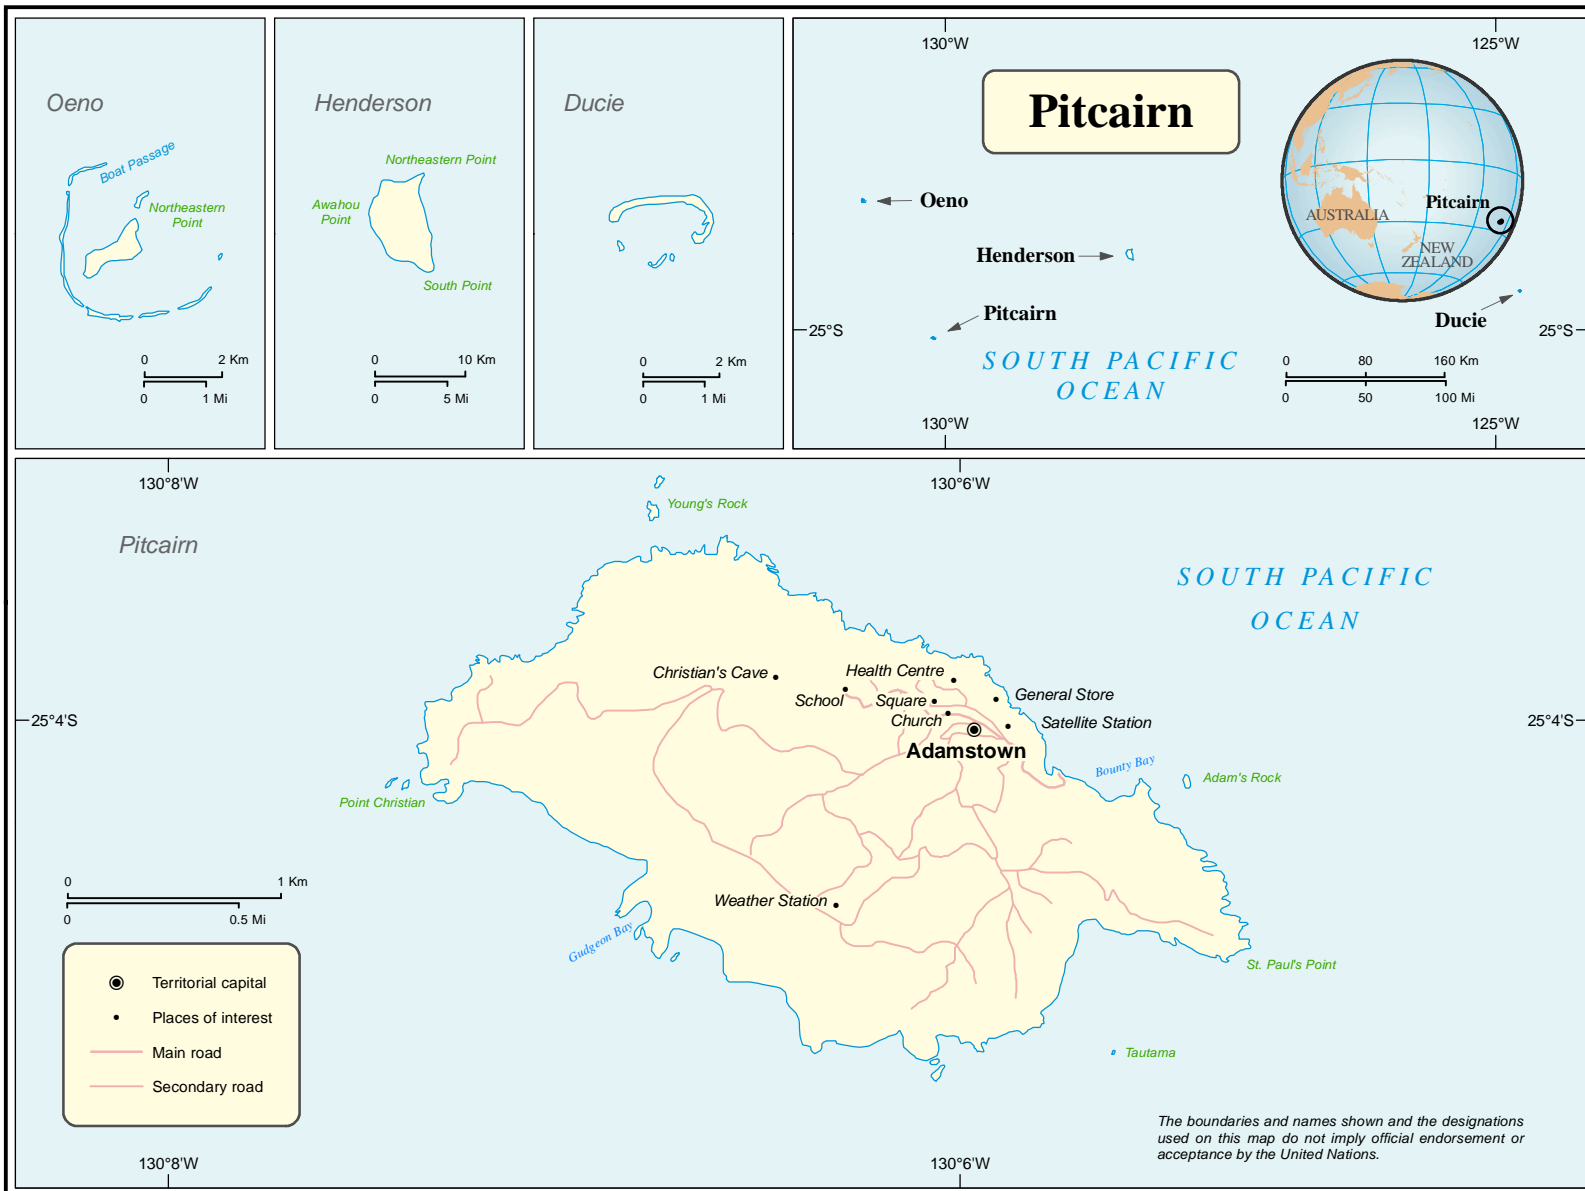 Oeno
Boat Passage
Northeastern
Point
0 2 Km
0 1 Mi
Henderson
Northeastern Point
Awahou
Point
South Point
0 10 Km
0 5 Mi
Ducie
0 2 Km
0 1 Mi
130°W 125°W
Pitcairn
Oeno
Henderson
Pitcairn
25°S
SOUTH PACIFIC
OCEAN
Pitcairn
AUSTRALIA
NEW
ZEALAND
Ducie
25°S
0 80 160 Km
0 50 100 Mi
130°W 125°W
130°8'W 130°6'W
Young's Rock
Pitcairn
SOUTH PACIFIC
OCEAN
Christian's Cave
Health Centre
School
Square
General Store
Church
Satellite Station
25°4'S 25°4'S
Adamstown
Bounty Bay
Adam's Rock
Point Christian
0 1 Km
0 0.5 Mi
Weather Station
Gudgeon Bay
St. Paul's Point
Territorial capital
Places of interest
Main road
Secondary road
Tautama
The boundaries and names shown and the designations
used on this map do not imply official endorsement or
acceptance by the United Nations.
130°8'W 130°6'W